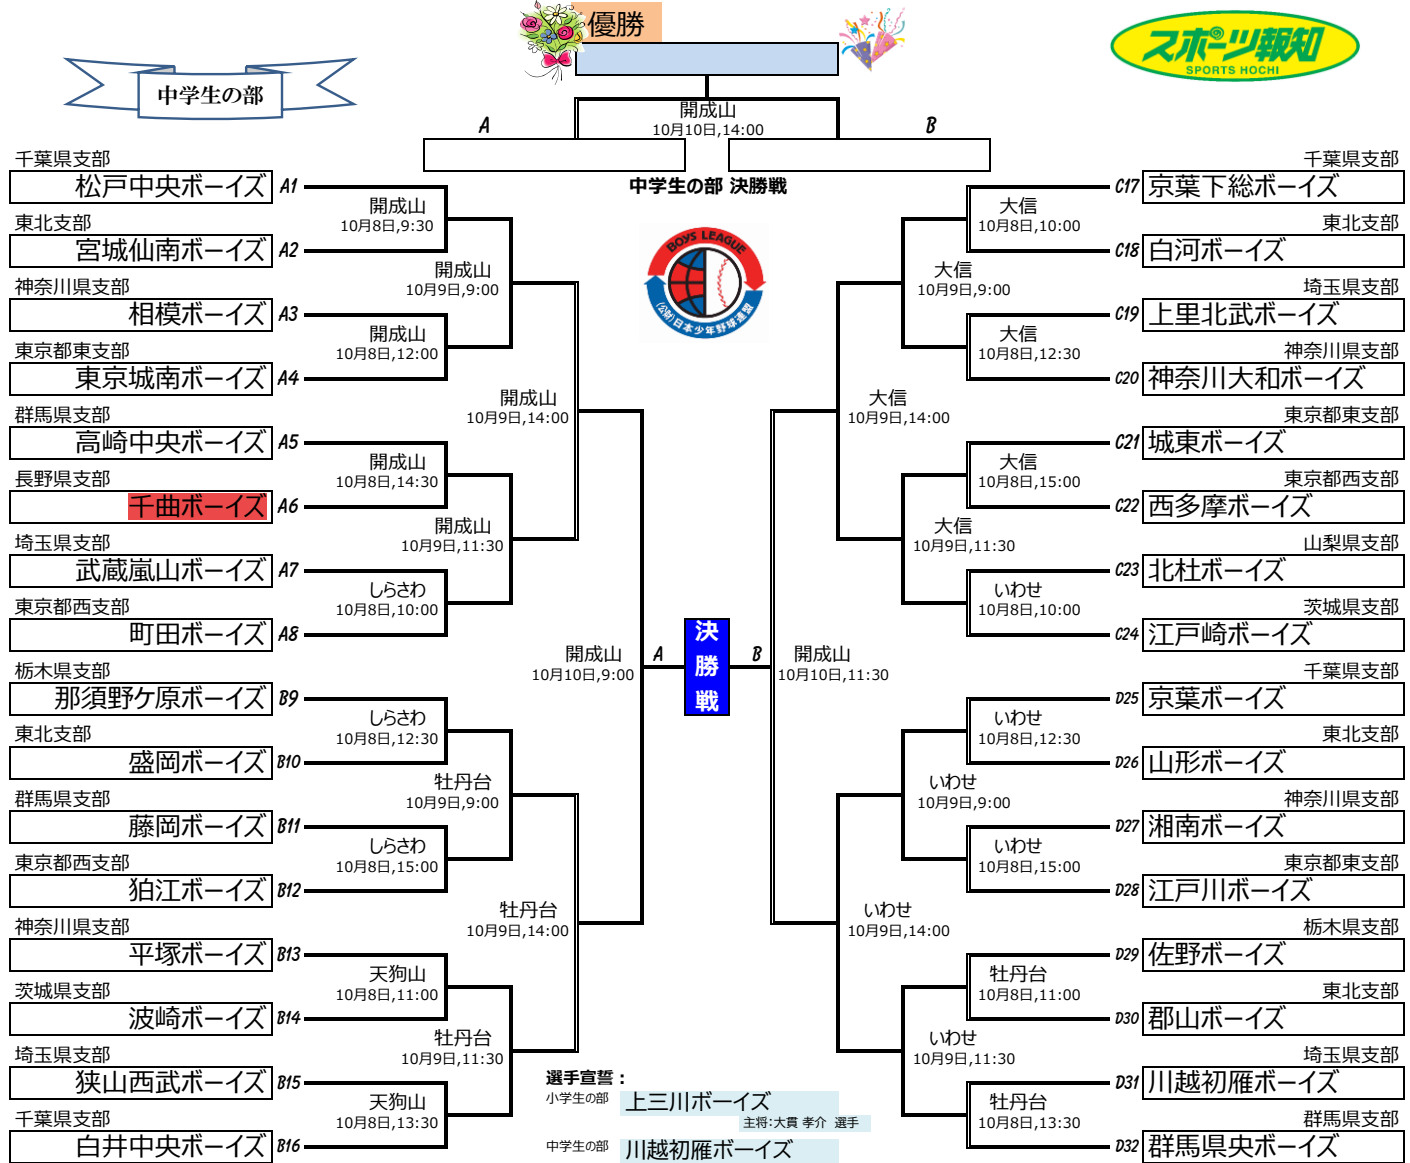 優勝
スポーツ報知
SPORTS HOCHI
中学生の部
開成山
10月10日,14:00
A
B
中学生の部 決勝戦
BOYS LEAGUE
(公財)日本少年野球連盟
千葉県支部
松戸中央ボーイズ A1
開成山
10月8日,9:30
東北支部
宮城仙南ボーイズ A2
開成山
10月9日,9:00
神奈川県支部
相模ボーイズ A3
開成山
10月8日,12:00
東京都東支部
東京城南ボーイズ A4
開成山
10月9日,14:00
群馬県支部
高崎中央ボーイズ A5
開成山
10月8日,14:30
長野県支部
千曲ボーイズ A6
開成山
10月9日,11:30
埼玉県支部
武蔵嵐山ボーイズ A7
しらさわ
10月8日,10:00
東京都西支部
町田ボーイズ A8
開成山
10月10日,9:00
A
決勝戦
B
開成山
10月10日,11:30
栃木県支部
那須野ケ原ボーイズ B9
しらさわ
10月8日,12:30
東北支部
盛岡ボーイズ B10
牡丹台
10月9日,9:00
群馬県支部
藤岡ボーイズ B11
しらさわ
10月8日,15:00
東京都西支部
狛江ボーイズ B12
牡丹台
10月9日,14:00
神奈川県支部
平塚ボーイズ B13
天狗山
10月8日,11:00
茨城県支部
波崎ボーイズ B14
牡丹台
10月9日,11:30
埼玉県支部
狭山西武ボーイズ B15
天狗山
10月8日,13:30
千葉県支部
白井中央ボーイズ B16
千葉県支部
C17 京葉下総ボーイズ
大信
10月8日,10:00
東北支部
C18 白河ボーイズ
大信
10月9日,9:00
埼玉県支部
C19 上里北武ボーイズ
大信
10月8日,12:30
神奈川県支部
C20 神奈川大和ボーイズ
大信
10月9日,14:00
東京都東支部
C21 城東ボーイズ
大信
10月8日,15:00
東京都西支部
C22 西多摩ボーイズ
大信
10月9日,11:30
山梨県支部
C23 北杜ボーイズ
いわせ
10月8日,10:00
茨城県支部
C24 江戸崎ボーイズ
千葉県支部
D25 京葉ボーイズ
いわせ
10月8日,12:30
東北支部
D26 山形ボーイズ
いわせ
10月9日,9:00
神奈川県支部
D27 湘南ボーイズ
いわせ
10月8日,15:00
東京都東支部
D28 江戸川ボーイズ
いわせ
10月9日,14:00
栃木県支部
D29 佐野ボーイズ
牡丹台
10月8日,11:00
東北支部
D30 郡山ボーイズ
いわせ
10月9日,11:30
埼玉県支部
D31 川越初雁ボーイズ
牡丹台
10月8日,13:30
群馬県支部
D32 群馬県央ボーイズ
選手宣誓：
小学生の部 上三川ボーイズ
主将：大貫 孝介 選手
中学生の部 川越初雁ボーイズ